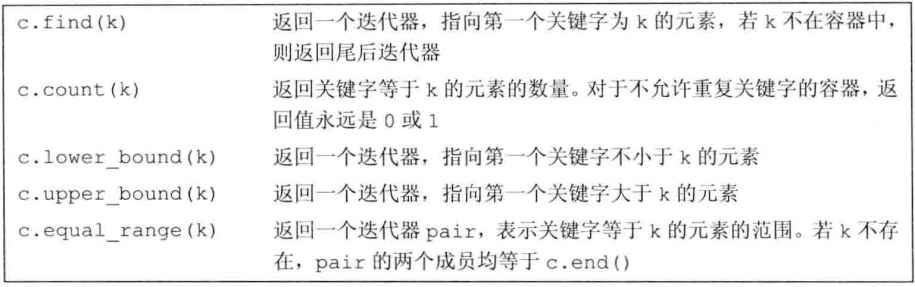 c.find(k) 返回一个迭代器，指向第一个关键字为 k 的元素，若 k 不在容器中，
则返回尾后迭代器
c.count(k) 返回关键字等于 k 的元素的数量。对于不允许重复关键字的容器，返
回值永远是 0 或 1
c.lower_bound(k) 返回一个迭代器，指向第一个关键字不小于 k 的元素
c.upper_bound(k) 返回一个迭代器，指向第一个关键字大于 k 的元素
c.equal_range(k) 返回一个迭代器 pair，表示关键字等于 k 的元素的范围。若 k 不存
在，pair 的两个成员均等于 c.end()